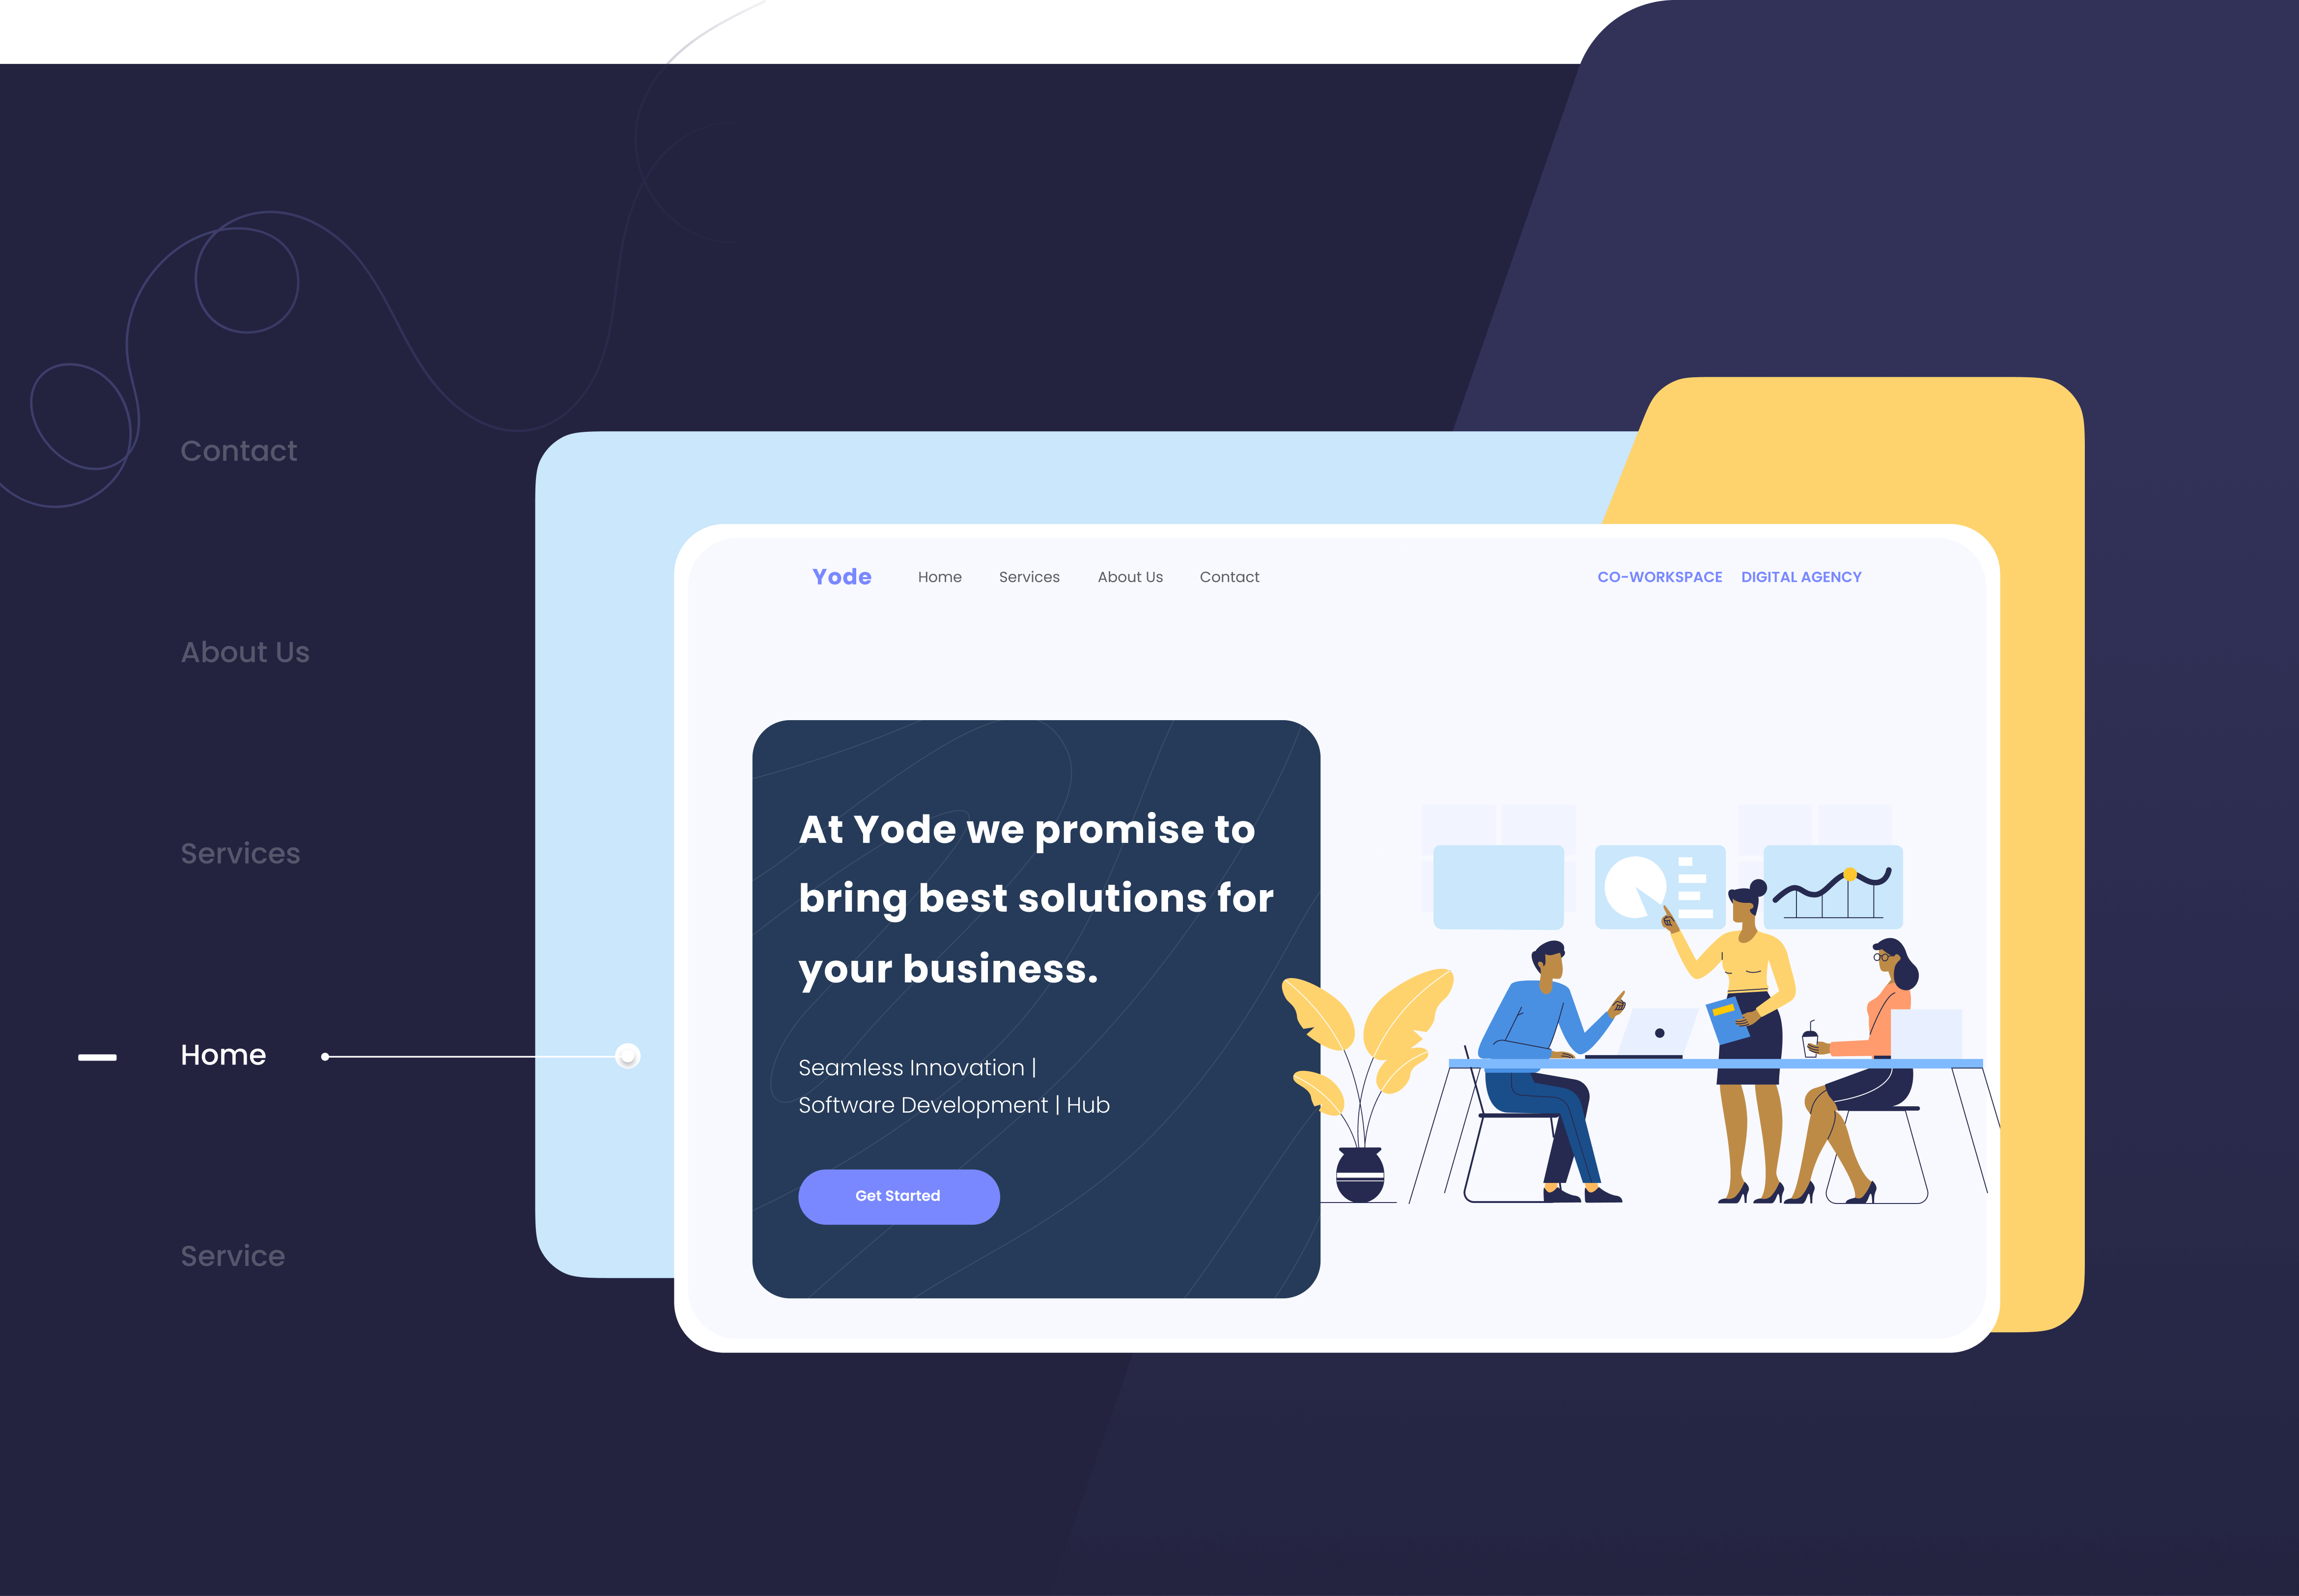 Contact
About Us
Services
Home
Service
Yode Home Services About Us Contact CO-WORKSPACE DIGITAL AGENCY
At Yode we promise to
bring best solutions for
your business.
Seamless Innovation |
Software Development | Hub
Get Started